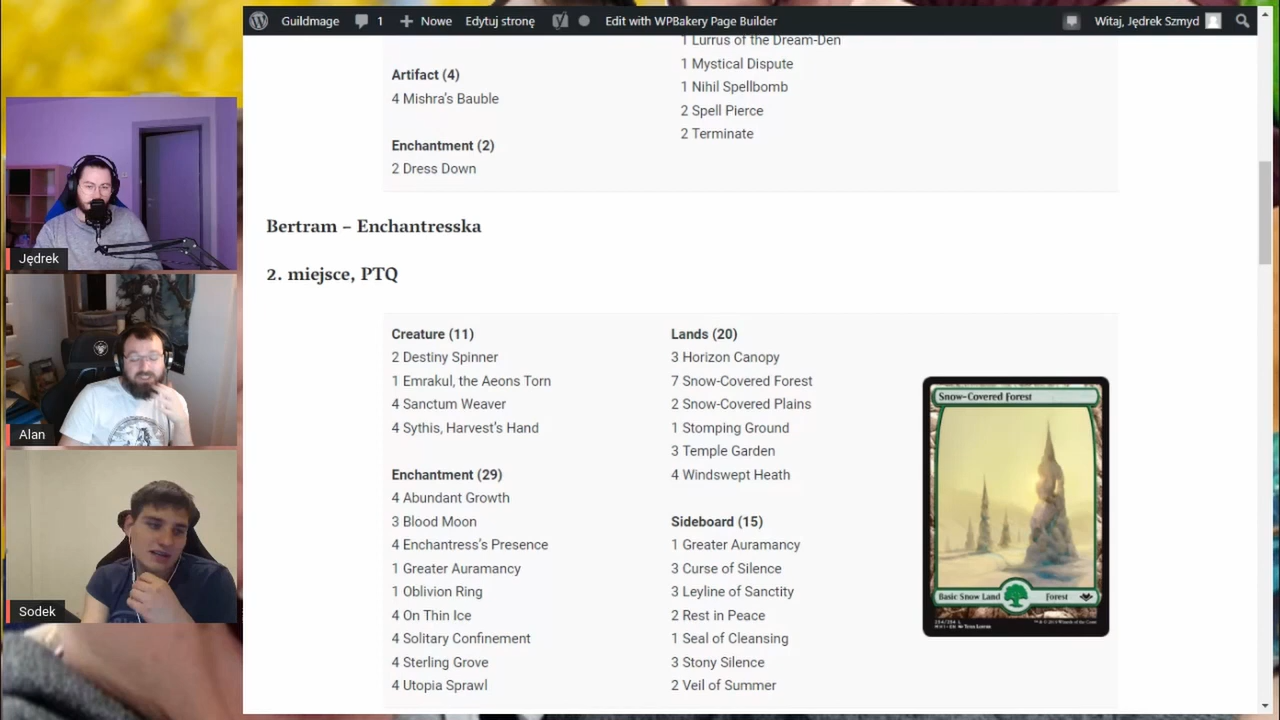 Guildmage
1
Nowe
Edytuj stronę
Edit with WPBakery Page Builder
Witaj, Jędrek Szmyd
Artifact (4)
4 Mishra's Bauble
Enchantment (2)
2 Dress Down
1 Lurrus of the Dream-Den
1 Mystical Dispute
1 Nihil Spellbomb
2 Spell Pierce
2 Terminate
Bertram – Enchantresska
2. miejsce, PTQ
Creature (11)
2 Destiny Spinner
1 Emrakul, the Aeons Torn
4 Sanctum Weaver
4 Sythis, Harvest's Hand
Enchantment (29)
4 Abundant Growth
3 Blood Moon
4 Enchantress's Presence
1 Greater Auramancy
1 Oblivion Ring
4 On Thin Ice
4 Solitary Confinement
4 Sterling Grove
4 Utopia Sprawl
Lands (20)
3 Horizon Canopy
7 Snow-Covered Forest
2 Snow-Covered Plains
1 Stomping Ground
3 Temple Garden
4 Windswept Heath
Sideboard (15)
1 Greater Auramancy
3 Curse of Silence
3 Leyline of Sanctity
2 Rest in Peace
1 Seal of Cleansing
3 Stony Silence
2 Veil of Summer
Snow-Covered Forest
Basic Snow Land
Forest
Jędrek
Alan
Sodek